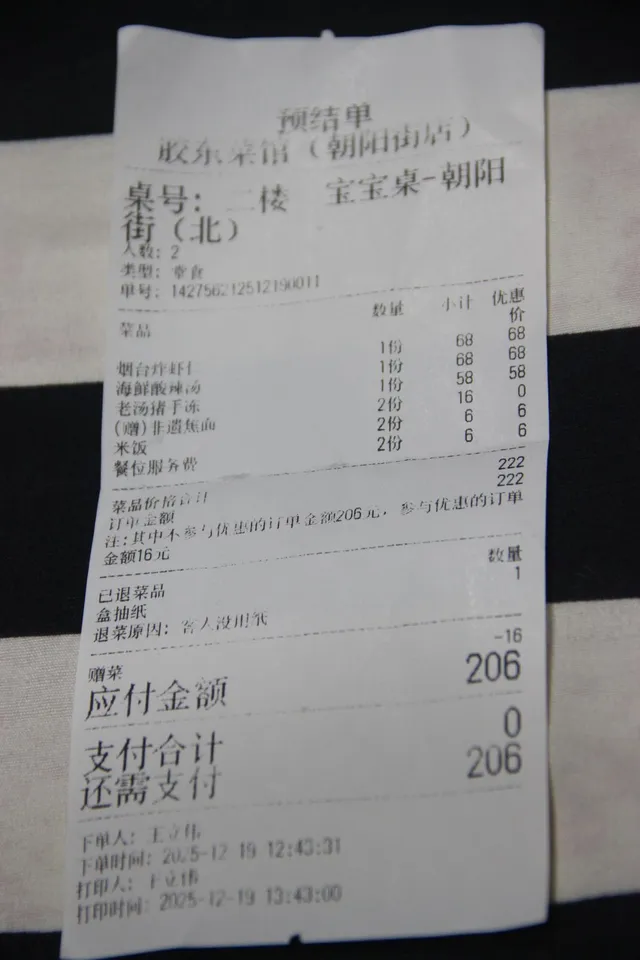 预结单
胶东菜馆（朝阳街店）
桌号：二楼 宝宝桌-朝阳
街（北）
人数：2
类型：堂食
单号：142756212512190011
菜品 数量 小计 优惠
价
烟台炸虾仁 1份 68 68
海鲜酸辣汤 1份 68 68
老汤猪手冻 1份 58 58
(赠)非遗焦面 2份 16 0
米饭 2份 6 6
餐位服务费 2份 6 6
菜品价格合计 222
订单金额 222
注：其中不参与优惠的订单金额206元，参与优惠的订单
金额16元
已退菜品 数量
盒抽纸 1
退菜原因：客人没用纸
赠菜 -16
应付金额 206
支付合计 0
还需支付 206
下单人：王立伟
下单时间：2025-12-19 12:43:31
打印人：王立伟
打印时间：2025-12-19 13:43:00